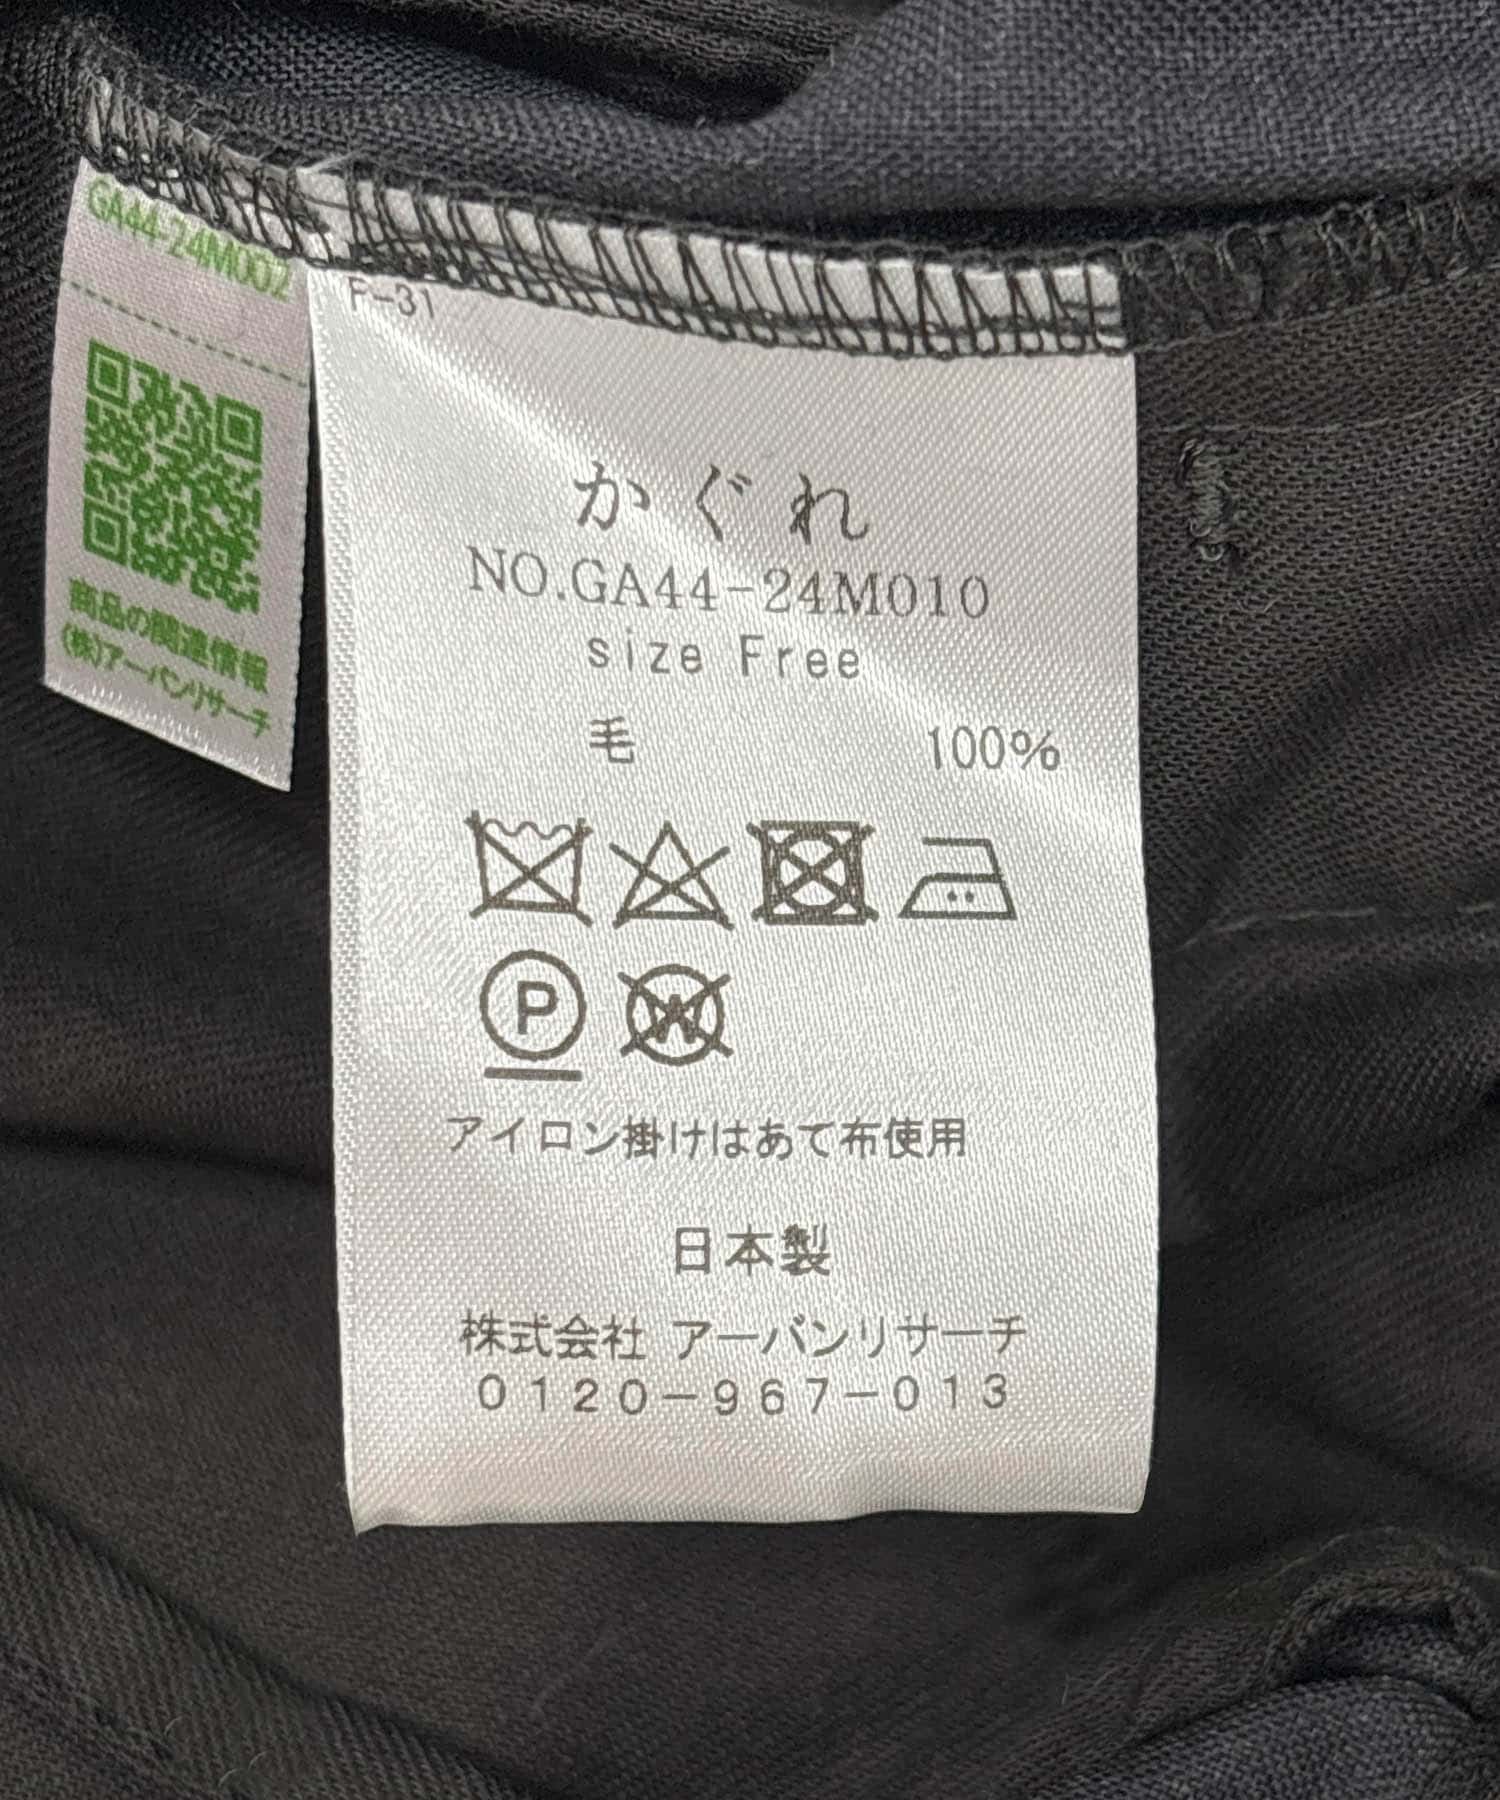 GA44-24M002
商品の関連情報
(株)アーバンリサーチ
F-31
かぐれ
NO.GA44-24M010
size Free
毛 100%
P
W
アイロン掛けはあて布使用
日本製
株式会社 アーバンリサーチ
0120-967-013